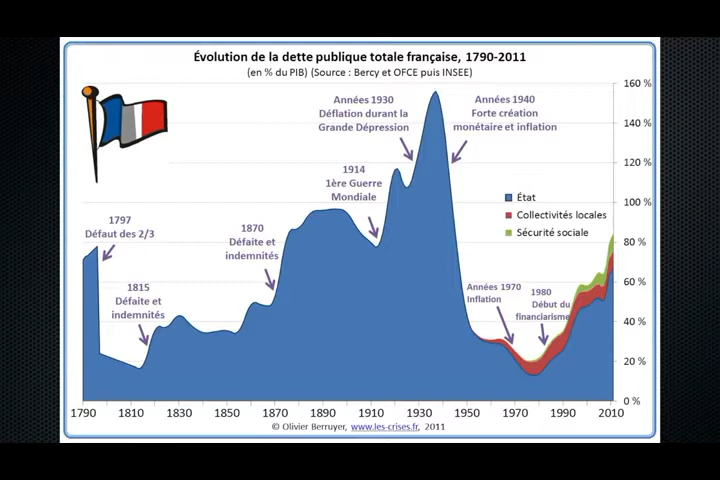 Évolution de la dette publique totale française, 1790-2011
(en % du PIB) (Source : Bercy et OFCE puis INSEE)
160 %
140 %
120 %
100 %
80 %
60 %
40 %
20 %
0 %
Années 1930
Déflation durant la
Grande Dépression
Années 1940
Forte création
monétaire et inflation
1914
1ère Guerre
Mondiale
État
Collectivités locales
Sécurité sociale
1797
Défaut des 2/3
1870
Défaite et
indemnités
1815
Défaite et
indemnités
Années 1970
Inflation
1980
Début du
financiarisme
1790 1810 1830 1850 1870 1890 1910 1930 1950 1970 1990 2010
© Olivier Berruyer, www.les-crises.fr, 2011